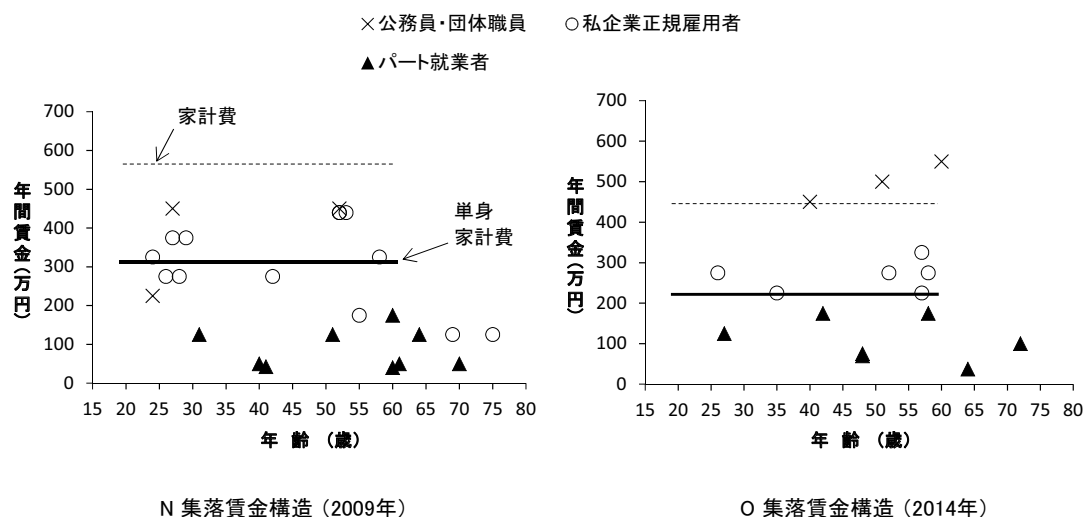 ×公務員・団体職員 ○私企業正規雇用者
▲パート就業者
700
600
500
400
300
200
100
0
年間賃金(万円)
家計費
単身
家計費
15 20 25 30 35 40 45 50 55 60 65 70 75 80
年 齢 (歳)
N 集落賃金構造(2009年)
700
600
500
400
300
200
100
0
年間賃金(万円)
15 20 25 30 35 40 45 50 55 60 65 70 75 80
年 齢 (歳)
O 集落賃金構造(2014年)